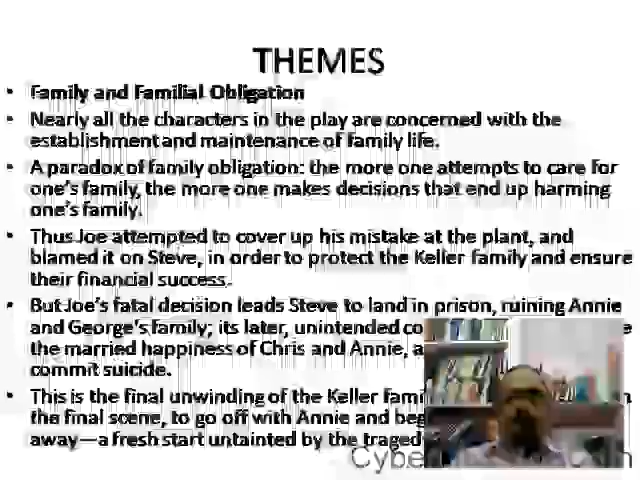 THEMES
• Family and Familial Obligation
• Nearly all the characters in the play are concerned with the
establishment and maintenance of family life.
• A paradox of family obligation: the more one attempts to care for
one's family, the more one makes decisions that end up harming
one's family.
• Thus Joe attempted to cover up his mistake at the plant, and
blamed it on Steve, in order to protect the Keller family and ensure
their financial success.
• But Joe's fatal decision leads Steve to land in prison, ruining Annie
and George's family; its later, unintended
the married happiness of Chris and Annie,
commit suicide.
• This is the final unwinding of the Keller
the final scene, to go off with Annie and
away—a fresh start untainted by the